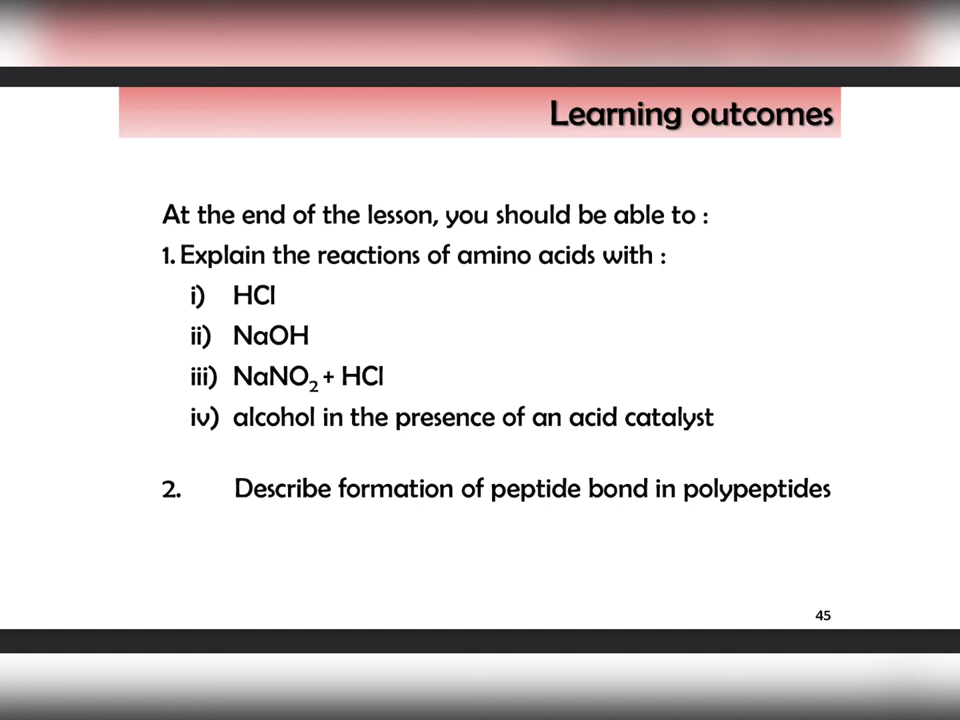 Learning outcomes
At the end of the lesson, you should be able to :
1. Explain the reactions of amino acids with :
i) HCl
ii) NaOH
iii) NaNO₂ + HCl
iv) alcohol in the presence of an acid catalyst
2. Describe formation of peptide bond in polypeptides
45